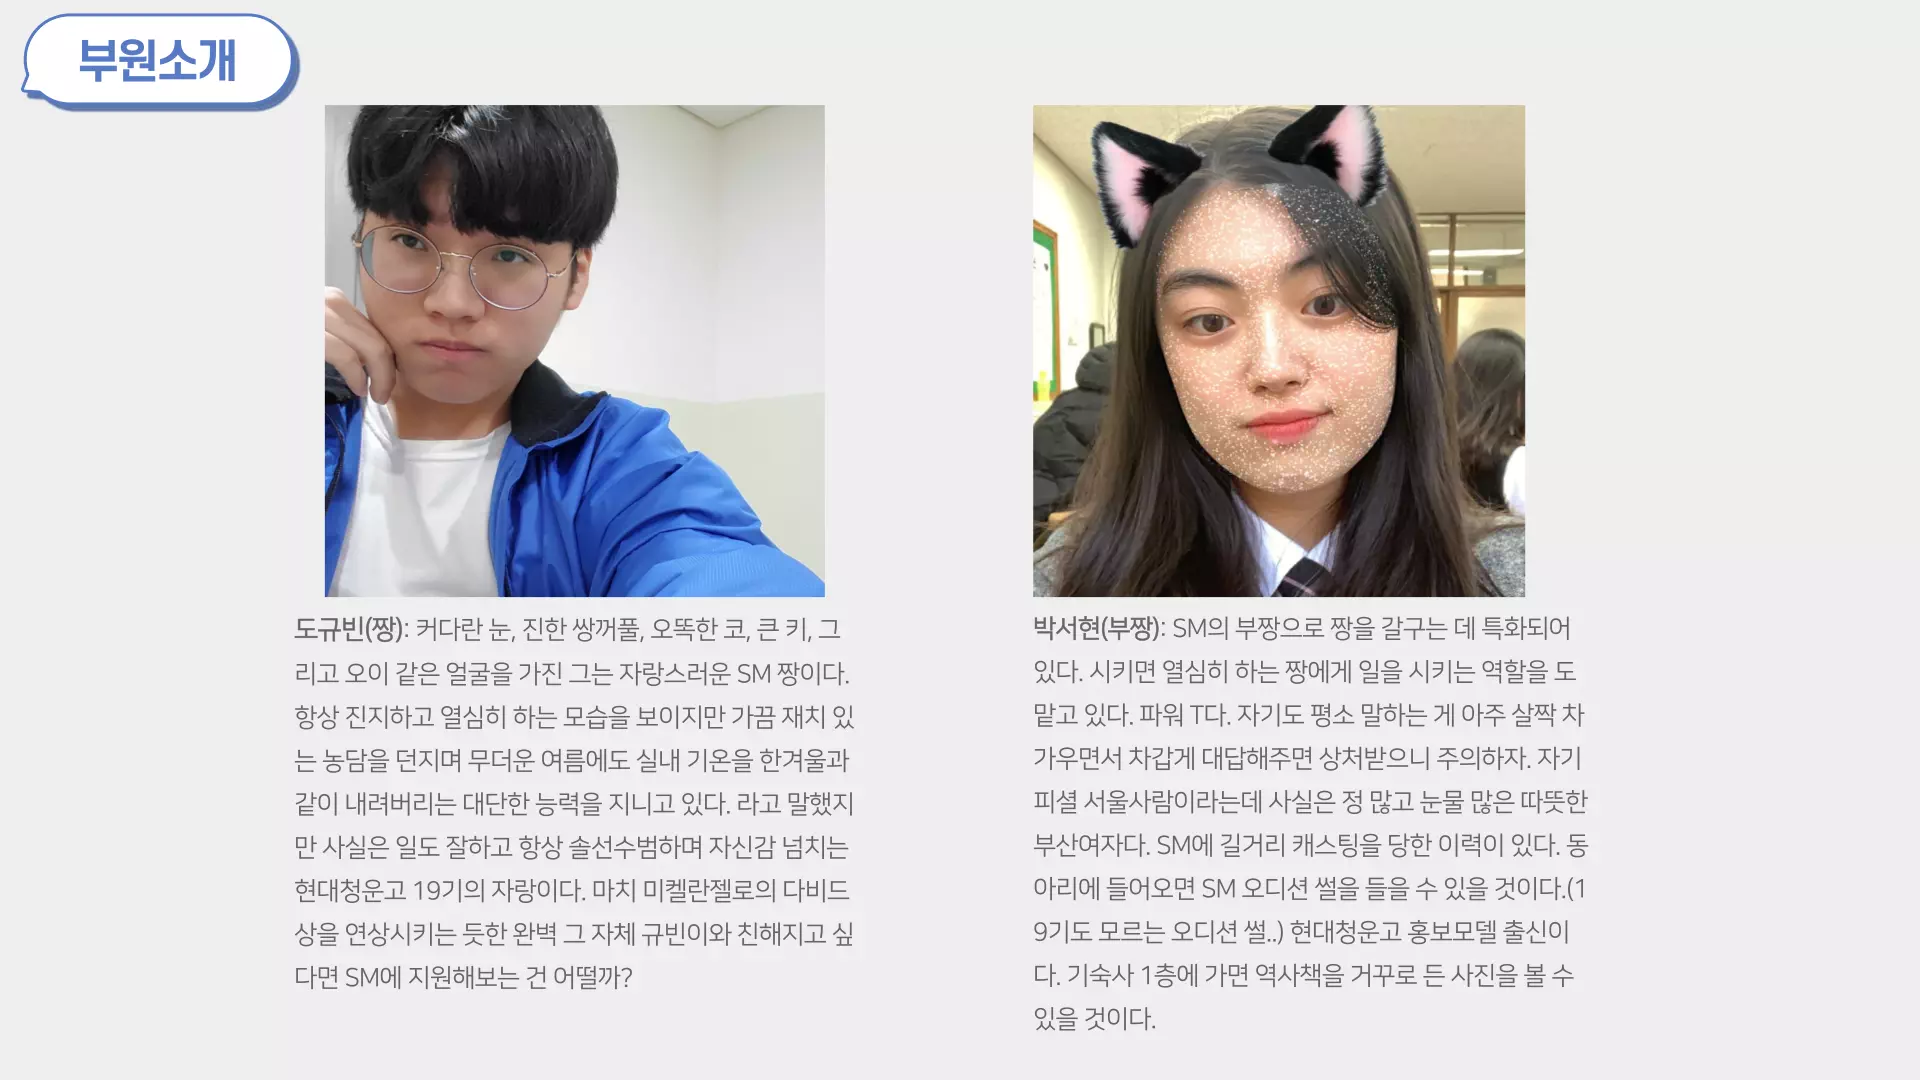 부원소개
도규빈(짱): 커다란 눈, 진한 쌍꺼풀, 오똑한 코, 큰 키, 그
리고 오이 같은 얼굴을 가진 그는 자랑스러운 SM 짱이다.
항상 진지하고 열심히 하는 모습을 보이지만 가끔 재치 있
는 농담을 던지며 무더운 여름에도 실내 기온을 한겨울과
같이 내려버리는 대단한 능력을 지니고 있다. 라고 말했지
만 사실은 일도 잘하고 항상 솔선수범하며 자신감 넘치는
현대청운고 19기의 자랑이다. 마치 미켈란젤로의 다비드
상을 연상시키는 듯한 완벽 그 자체 규빈이와 친해지고 싶
다면 SM에 지원해보는 건 어떨까?
박서현(부짱): SM의 부짱으로 짱을 갈구는 데 특화되어
있다. 시키면 열심히 하는 짱에게 일을 시키는 역할을 도
맡고 있다. 파워 T다. 자기도 평소 말하는 게 아주 살짝 차
가우면서 차갑게 대답해주면 상처받으니 주의하자. 자기
피셜 서울사람이라는데 사실은 정 많고 눈물 많은 따뜻한
부산여자다. SM에 길거리 캐스팅을 당한 이력이 있다. 동
아리에 들어오면 SM 오디션 썰을 들을 수 있을 것이다.(1
9기도 모르는 오디션 썰..) 현대청운고 홍보모델 출신이
다. 기숙사 1층에 가면 역사책을 거꾸로 든 사진을 볼 수
있을 것이다.